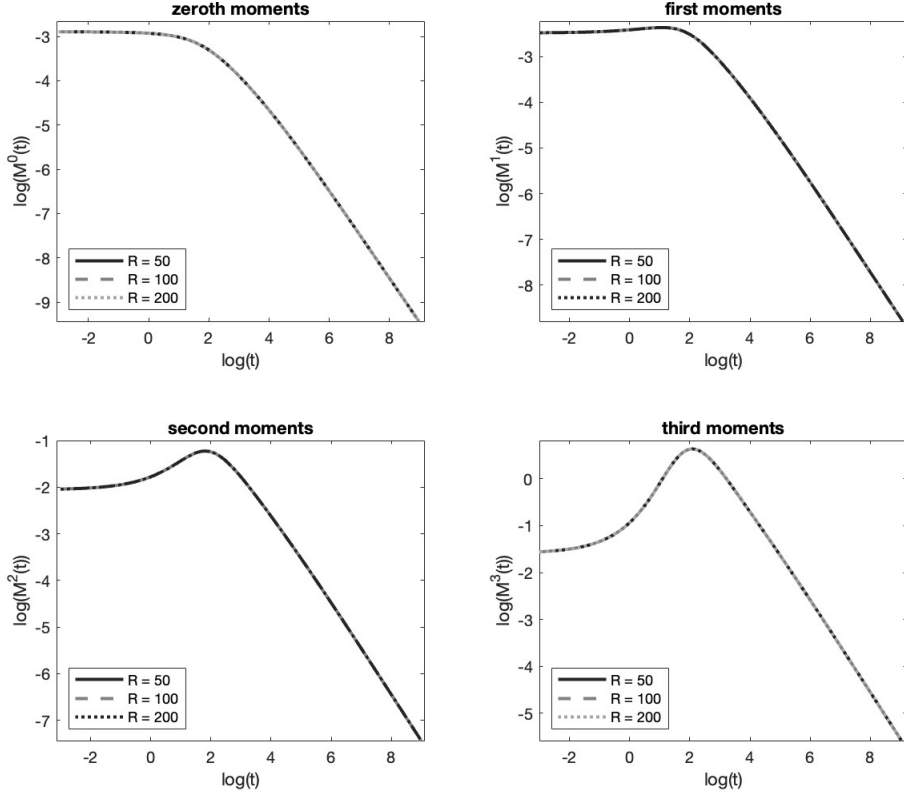 zeroth moments
log(M^0(t))
-3
-4
-5
-6
-7
-8
-9
R = 50
R = 100
R = 200
-2 0 2 4 6 8
log(t)
first moments
log(M^1(t))
-3
-4
-5
-6
-7
-8
R = 50
R = 100
R = 200
-2 0 2 4 6 8
log(t)
second moments
log(M^2(t))
-1
-2
-3
-4
-5
-6
-7
R = 50
R = 100
R = 200
-2 0 2 4 6 8
log(t)
third moments
log(M^3(t))
0
-1
-2
-3
-4
-5
R = 50
R = 100
R = 200
-2 0 2 4 6 8
log(t)